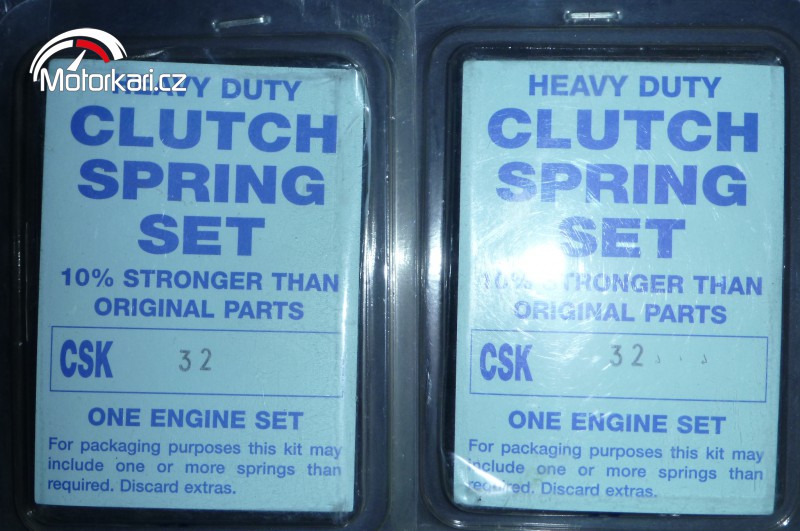 Motorkari.cz
HEAVY DUTY
CLUTCH
SPRING
SET
10% STRONGER THAN
ORIGINAL PARTS
CSK 32
ONE ENGINE SET
For packaging purposes this kit may
include one or more springs than
required. Discard extras.
HEAVY DUTY
CLUTCH
SPRING
SET
10% STRONGER THAN
ORIGINAL PARTS
CSK 32
ONE ENGINE SET
For packaging purposes this kit may
include one or more springs than
required. Discard extras.